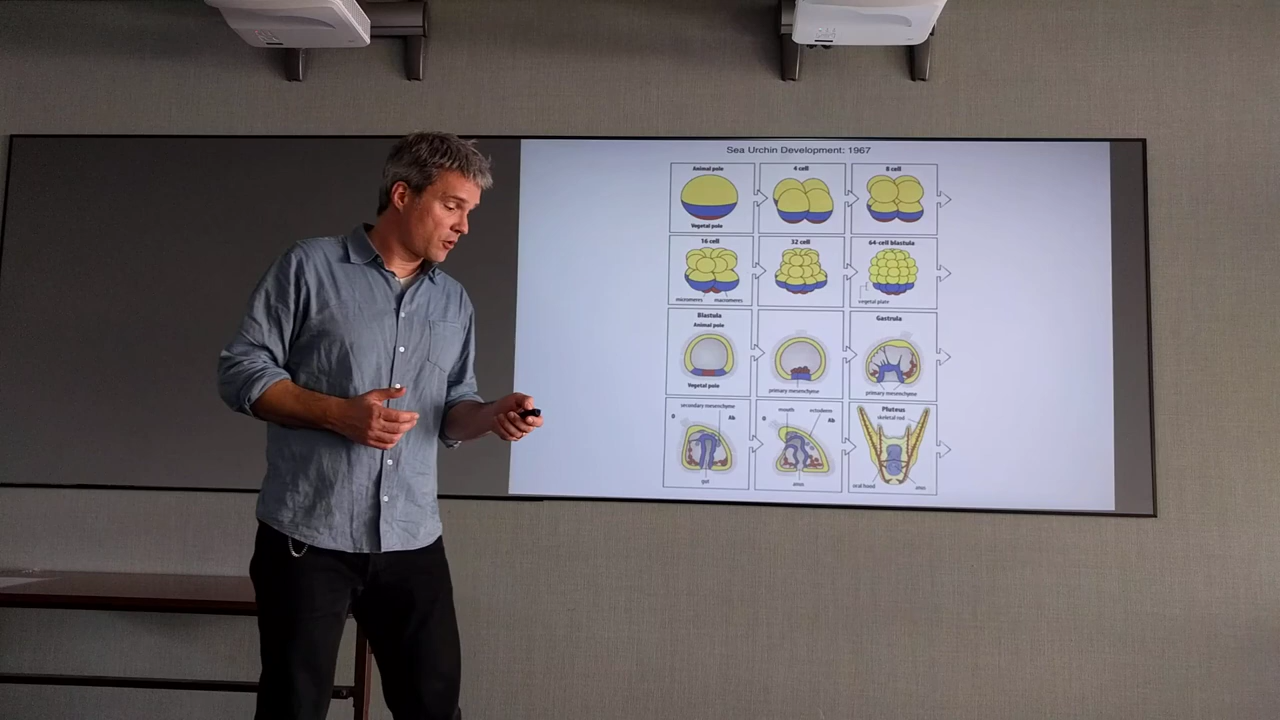 Sea Urchin Development: 1967
Animal pole
Vegetal pole
4 cell
8 cell
16 cell
micromeres macromeres
32 cell
64-cell blastula
vegetal plate
Blastula
Animal pole
Vegetal pole
primary mesenchyme
Gastrula
primary mesenchyme
secondary mesenchyme
O Ab
gut
mouth ectoderm
O Ab
anus
Pluteus
skeletal rod
oral hood anus